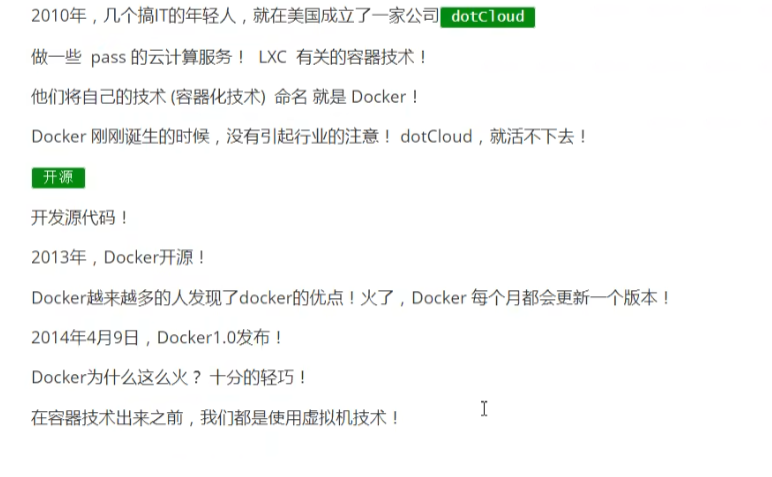 2010年，几个搞IT的年轻人，就在美国成立了一家公司 dotCloud
做一些 pass 的云计算服务！ LXC 有关的容器技术！
他们将自己的技术 (容器化技术) 命名 就是 Docker！
Docker 刚刚诞生的时候，没有引起行业的注意！ dotCloud，就活不下去！
开源
开发源代码！
2013年，Docker开源！
Docker越来越多的人发现了docker的优点！火了，Docker 每个月都会更新一个版本！
2014年4月9日，Docker1.0发布！
Docker为什么这么火？ 十分的轻巧！
在容器技术出来之前，我们都是使用虚拟机技术！